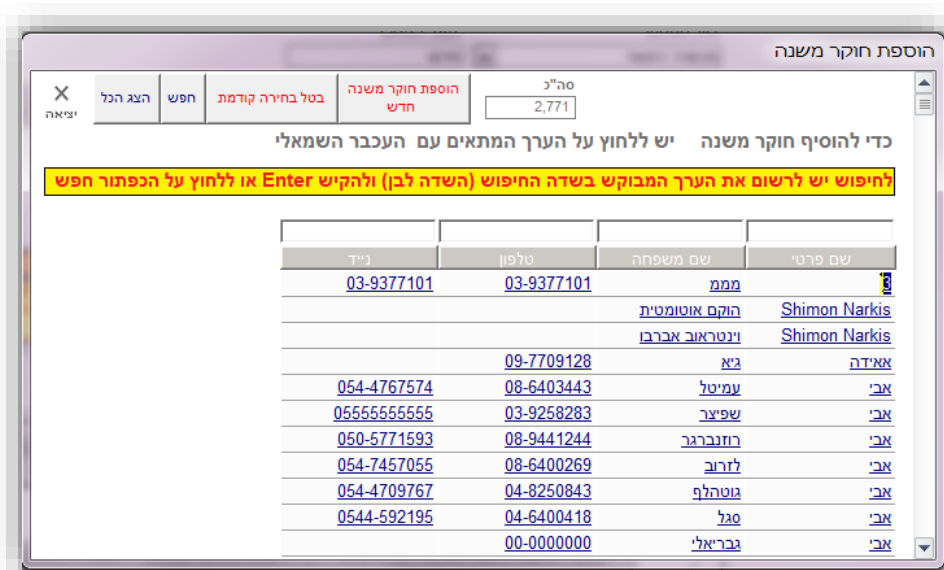 הוספת חוקר משנה
סה"כ
הוספת חוקר משנה חדש
בטל בחירה קודמת
חפש
הצג הכל
יציאה
2,771
כדי להוסיף חוקר משנה יש ללחוץ על הערך המתאים עם העכבר השמאלי
לחיפוש יש לרשום את הערך המבוקש בשדה החיפוש (השדה לבן) ולהקיש Enter או ללחוץ על הכפתור חפש
שם פרטי שם משפחה טלפון נייד
3 מממ 03-9377101 03-9377101
Shimon Narkis הוקם אוטומטית
Shimon Narkis וינטראוב אברבו
אאידה גיא 09-7709128
אבי עמיטל 08-6403443 054-4767574
אבי שפיצר 03-9258283 05555555555
אבי רוזנברגר 08-9441244 050-5771593
אבי לזרוב 08-6400269 054-7457055
אבי גוטהלף 04-8250843 054-4709767
אבי סגל 04-6400418 0544-592195
אבי גבריאלי 00-0000000